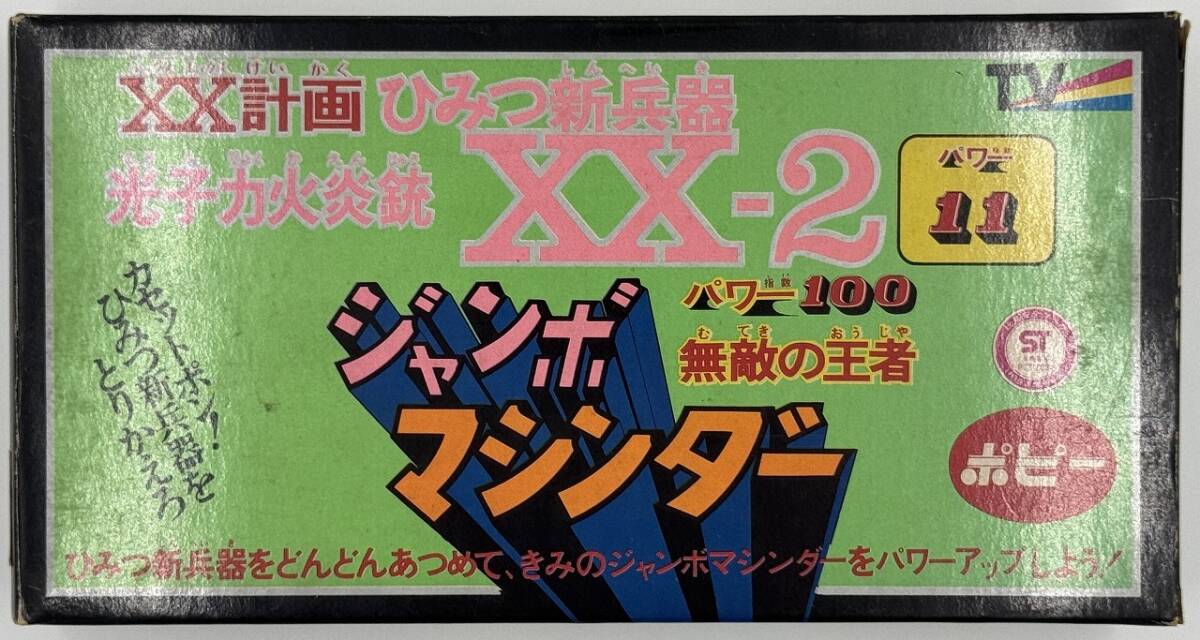 XX計画 ひみつ新兵器
光子力火炎銃
XX-2
TV
パワー指数
11
パワー指数100
無敵の王者
ジャンボ
マシンダー
カセットポン!
ひみつ新兵器を
とりかえろ
ST
ポピー
ひみつ新兵器をどんどんあつめて、きみのジャンボマシンダーをパワーアップしよう!